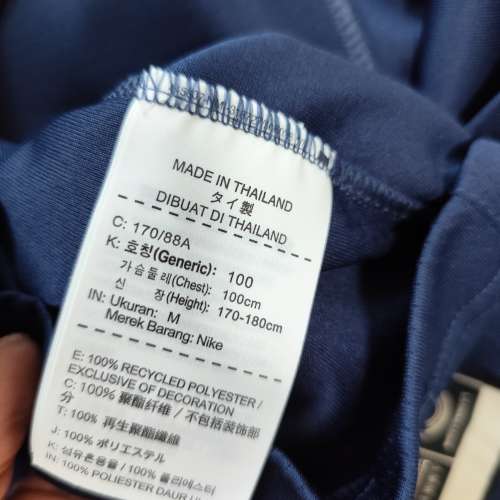 MADE IN THAILAND
タイ製
DIBUAT DI THAILAND
C: 170/88A
K: 호칭(Generic): 100
가슴둘레(Chest): 100cm
신 장(Height): 170-180cm
IN: Ukuran: M
Merek Barang: Nike
E: 100% RECYCLED POLYESTER /
EXCLUSIVE OF DECORATION
C: 100% 聚酯纤维 / 不包括装饰部
分
T: 100% 再生聚酯纖維
J: 100% ポリエステル
K: 섬유혼용률 / 100% 폴리에스터
IN: 100% POLIESTER DAUR